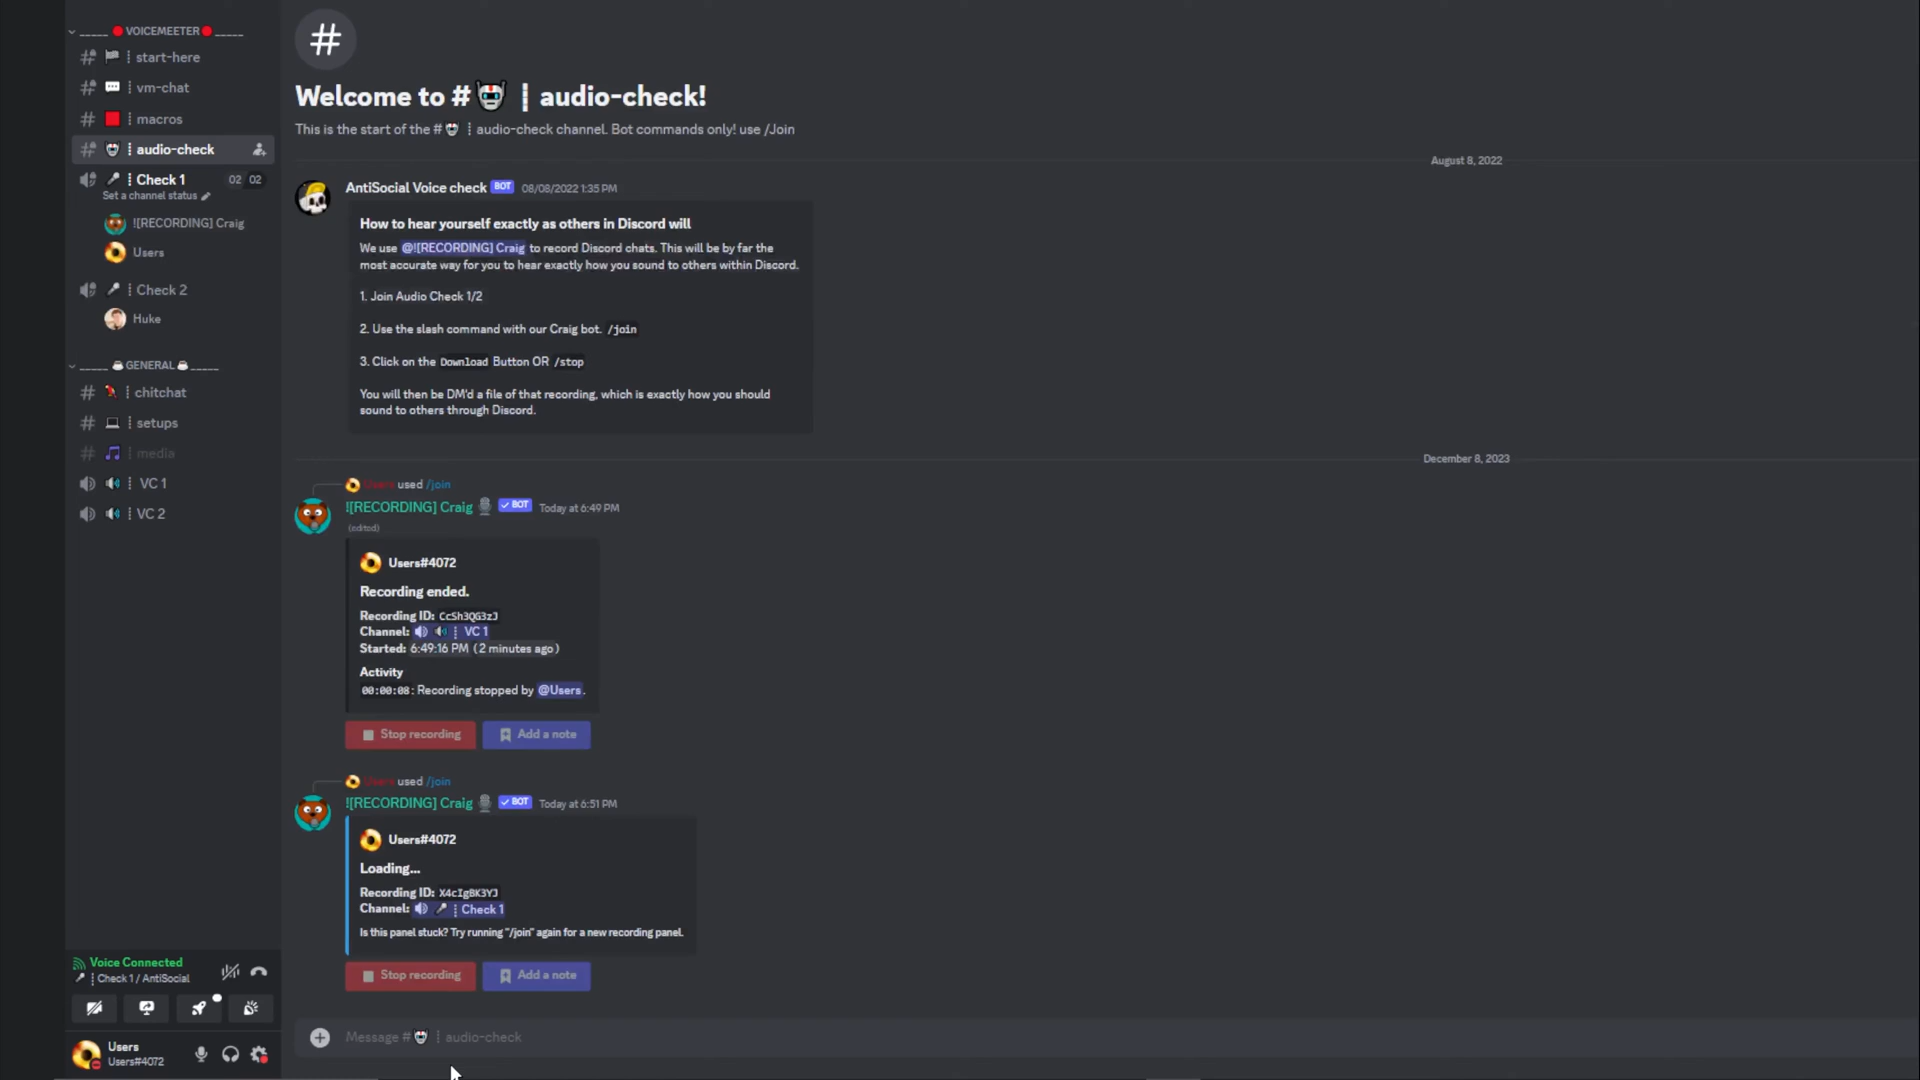 _____ VOICEMEETER _____
start-here
vm-chat
macros
audio-check
Check 1 02 02
Set a channel status
![RECORDING] Craig
Users
Check 2
Huke
_____ GENERAL _____
chitchat
setups
media
VC 1
VC 2
Voice Connected
Check 1 / AntiSocial
Users
Users#4072
#
Welcome to # ┊audio-check!
This is the start of the # ┊audio-check channel. Bot commands only! use /Join
August 8, 2022
AntiSocial Voice check BOT 08/08/2022 1:35 PM
How to hear yourself exactly as others in Discord will
We use @![RECORDING] Craig to record Discord chats. This will be by far the
most accurate way for you to hear exactly how you sound to others within Discord.
1. Join Audio Check 1/2
2. Use the slash command with our Craig bot. /join
3. Click on the Download Button OR /stop
You will then be DM'd a file of that recording, which is exactly how you should
sound to others through Discord.
December 8, 2023
Users used /join
![RECORDING] Craig BOT Today at 6:49 PM
(edited)
Users#4072
Recording ended.
Recording ID: CcSh3QG3zJ
Channel: VC 1
Started: 6:49:16 PM (2 minutes ago)
Activity
00:00:08: Recording stopped by @Users.
Stop recording Add a note
Users used /join
![RECORDING] Craig BOT Today at 6:51 PM
Users#4072
Loading...
Recording ID: X4cIgBK3YJ
Channel: Check 1
Is this panel stuck? Try running "/join" again for a new recording panel.
Stop recording Add a note
Message # ┊audio-check